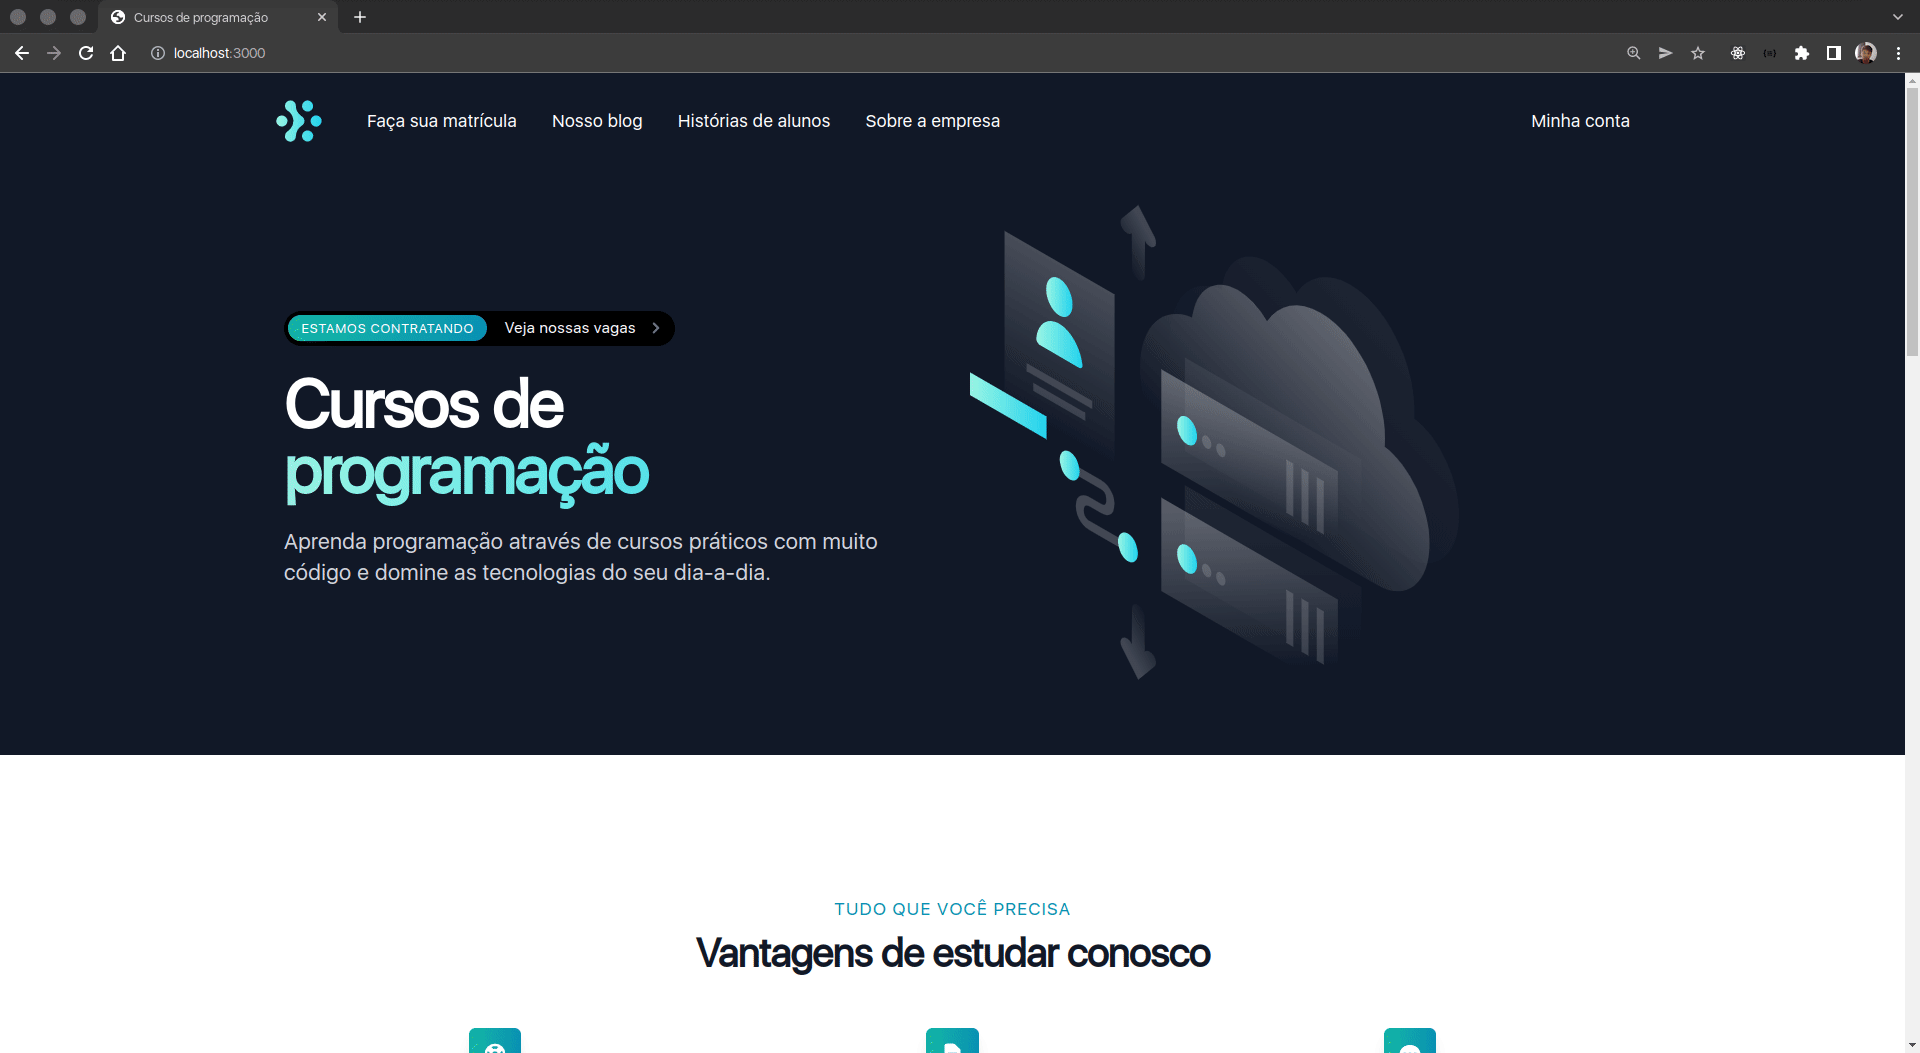 Cursos de programação
localhost:3000
Faça sua matrícula
Nosso blog
Histórias de alunos
Sobre a empresa
Minha conta
ESTAMOS CONTRATANDO
Veja nossas vagas
Cursos de
programação
Aprenda programação através de cursos práticos com muito
código e domine as tecnologias do seu dia-a-dia.
TUDO QUE VOCÊ PRECISA
Vantagens de estudar conosco